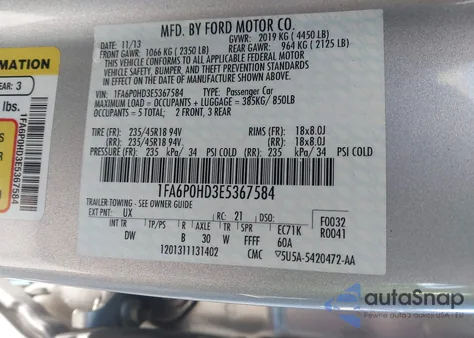 MFD. BY FORD MOTOR CO.
DATE: 11/13 GVWR: 2019 KG ( 4450 LB)
FRONT GAWR: 1066 KG ( 2350 LB) REAR GAWR: 964 KG ( 2125 LB)
THIS VEHICLE CONFORMS TO ALL APPLICABLE FEDERAL MOTOR
VEHICLE SAFETY, BUMPER, AND THEFT PREVENTION STANDARDS IN
EFFECT ON THE DATE OF MANUFACTURE SHOWN ABOVE.
VIN: 1FA6P0HD3E5367584 TYPE: Passenger Car
MAXIMUM LOAD = OCCUPANTS + LUGGAGE = 385KG / 850LB
OCCUPANTS = 5 TOTAL; 2 FRONT, 3 REAR
TIRE (FR): 235/45R18 94V RIMS (FR): 18x8.0J
(RR): 235/45R18 94V (RR): 18x8.0J
PRESSURE (FR): 235 kPa/ 34 PSI COLD (RR): 235 kPa/ 34 PSI COLD
1FA6P0HD3E5367584
TRAILER TOWING - SEE OWNER GUIDE
EXT PNT: UX RC: 21 DSO: F0032
INT TR TP/PS R AXLE TR SPR EC71K R0041
DW B 30 W FFFF 60A
1201311131402 CMC 5U5A-5420472-AA
RMATION
EAR: 3
lbs.
1FA6P0HD3E5367584
autoSnap